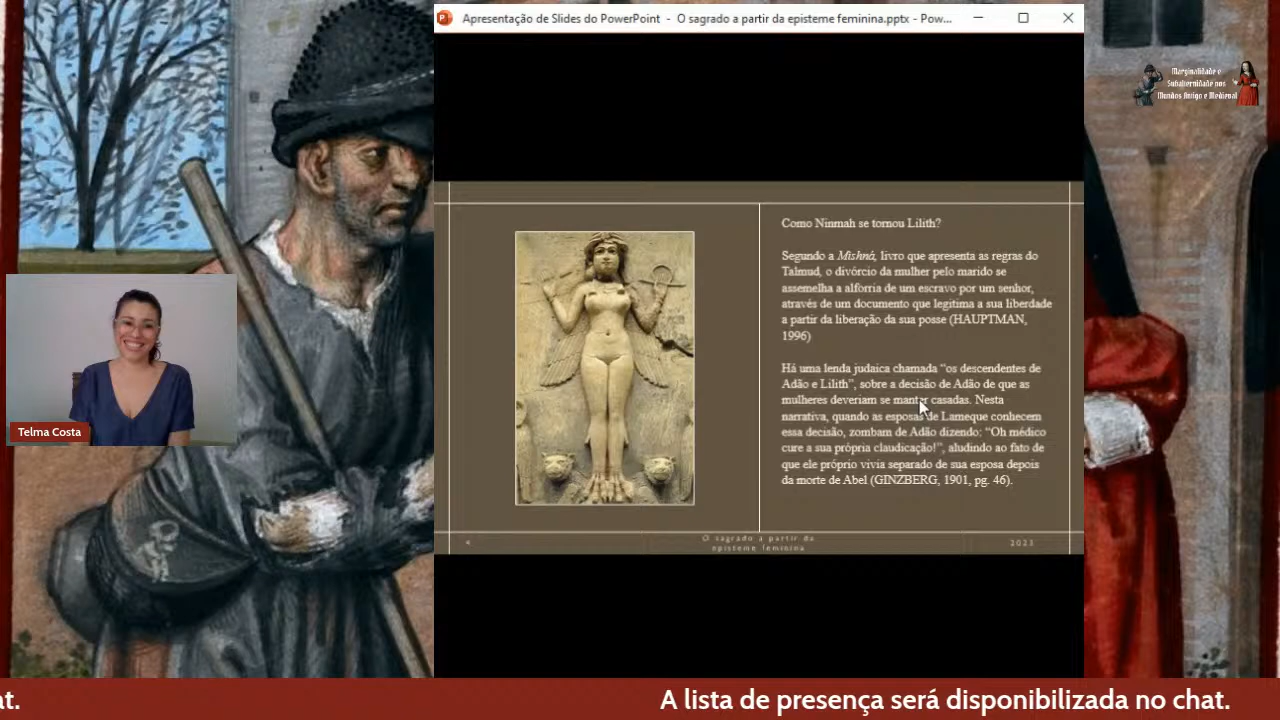 Apresentação de Slides do PowerPoint - O sagrado a partir da episteme feminina.pptx - Pow...
Marginalidade e
Subalternidade nos
Mundos Antigo e Medieval
Como Ninmah se tornou Lilith?
Segundo a Mishná, livro que apresenta as regras do
Talmud, o divórcio da mulher pelo marido se
assemelha a alforria de um escravo por um senhor,
através de um documento que legitima a sua liberdade
a partir da liberação da sua posse (HAUPTMAN,
1996)
Há uma lenda judaica chamada “os descendentes de
Adão e Lilith”, sobre a decisão de Adão de que as
mulheres deveriam se manter casadas. Nesta
narrativa, quando as esposas de Lameque conhecem
essa decisão, zombam de Adão dizendo: “Oh médico
cure a sua própria claudicação!”, aludindo ao fato de
que ele próprio vivia separado de sua esposa depois
da morte de Abel (GINZBERG, 1901, pg. 46).
Telma Costa
O sagrado a partir da
episteme feminina
2023
at.
A lista de presença será disponibilizada no chat.